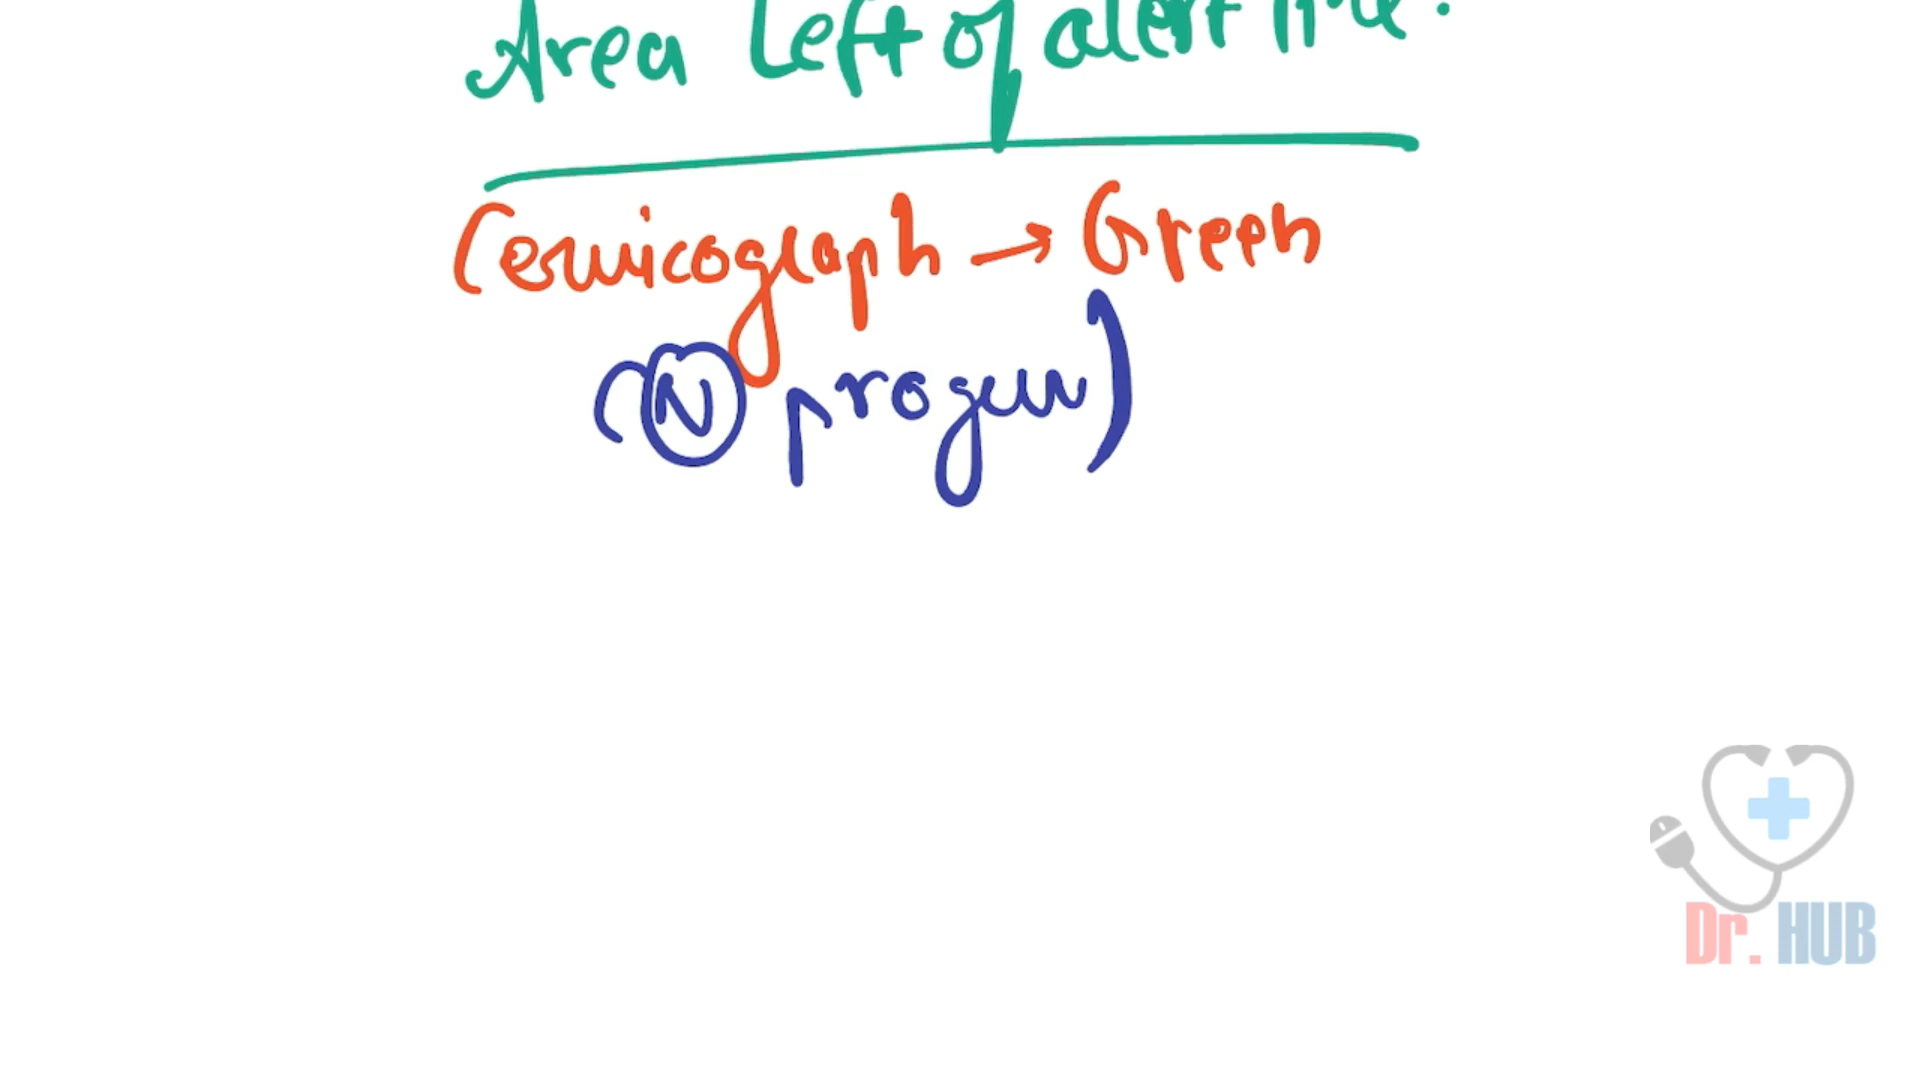 Area left of alert line.
Cervicograph → Green
(N progress)
Dr. HUB